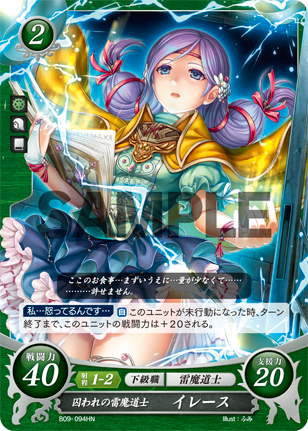 2
SAMPLE
ここのお食事…まずいうえに…量が少なくて……
………許せません。
私…怒ってるんです… 自 このユニットが未行動になった時、ターン
終了まで、このユニットの戦闘力は+20される。
戦闘力
40
射程 1-2
下級職
雷魔道士
支援力
20
囚われの雷魔道士 イレース
B09-094HN
Illust:ふみ